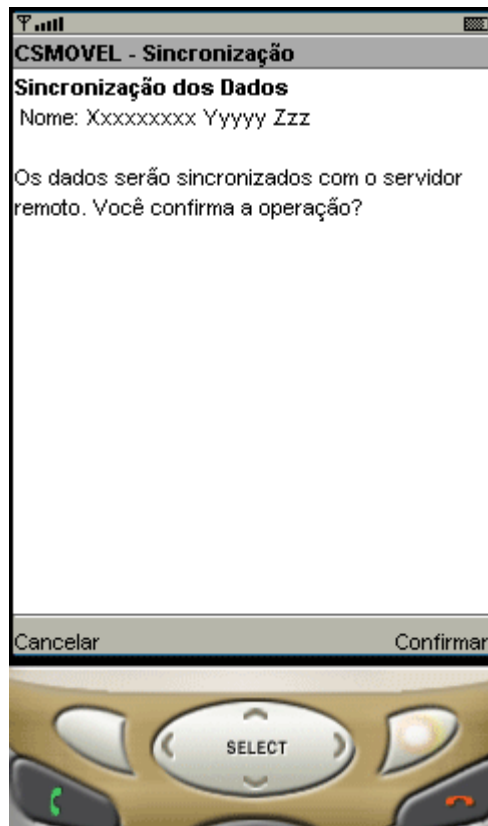 CSMOVEL - Sincronização
Sincronização dos Dados
Nome: Xxxxxxxxx Yyyyy Zzz
Os dados serão sincronizados com o servidor
remoto. Você confirma a operação?
Cancelar Confirmar
SELECT